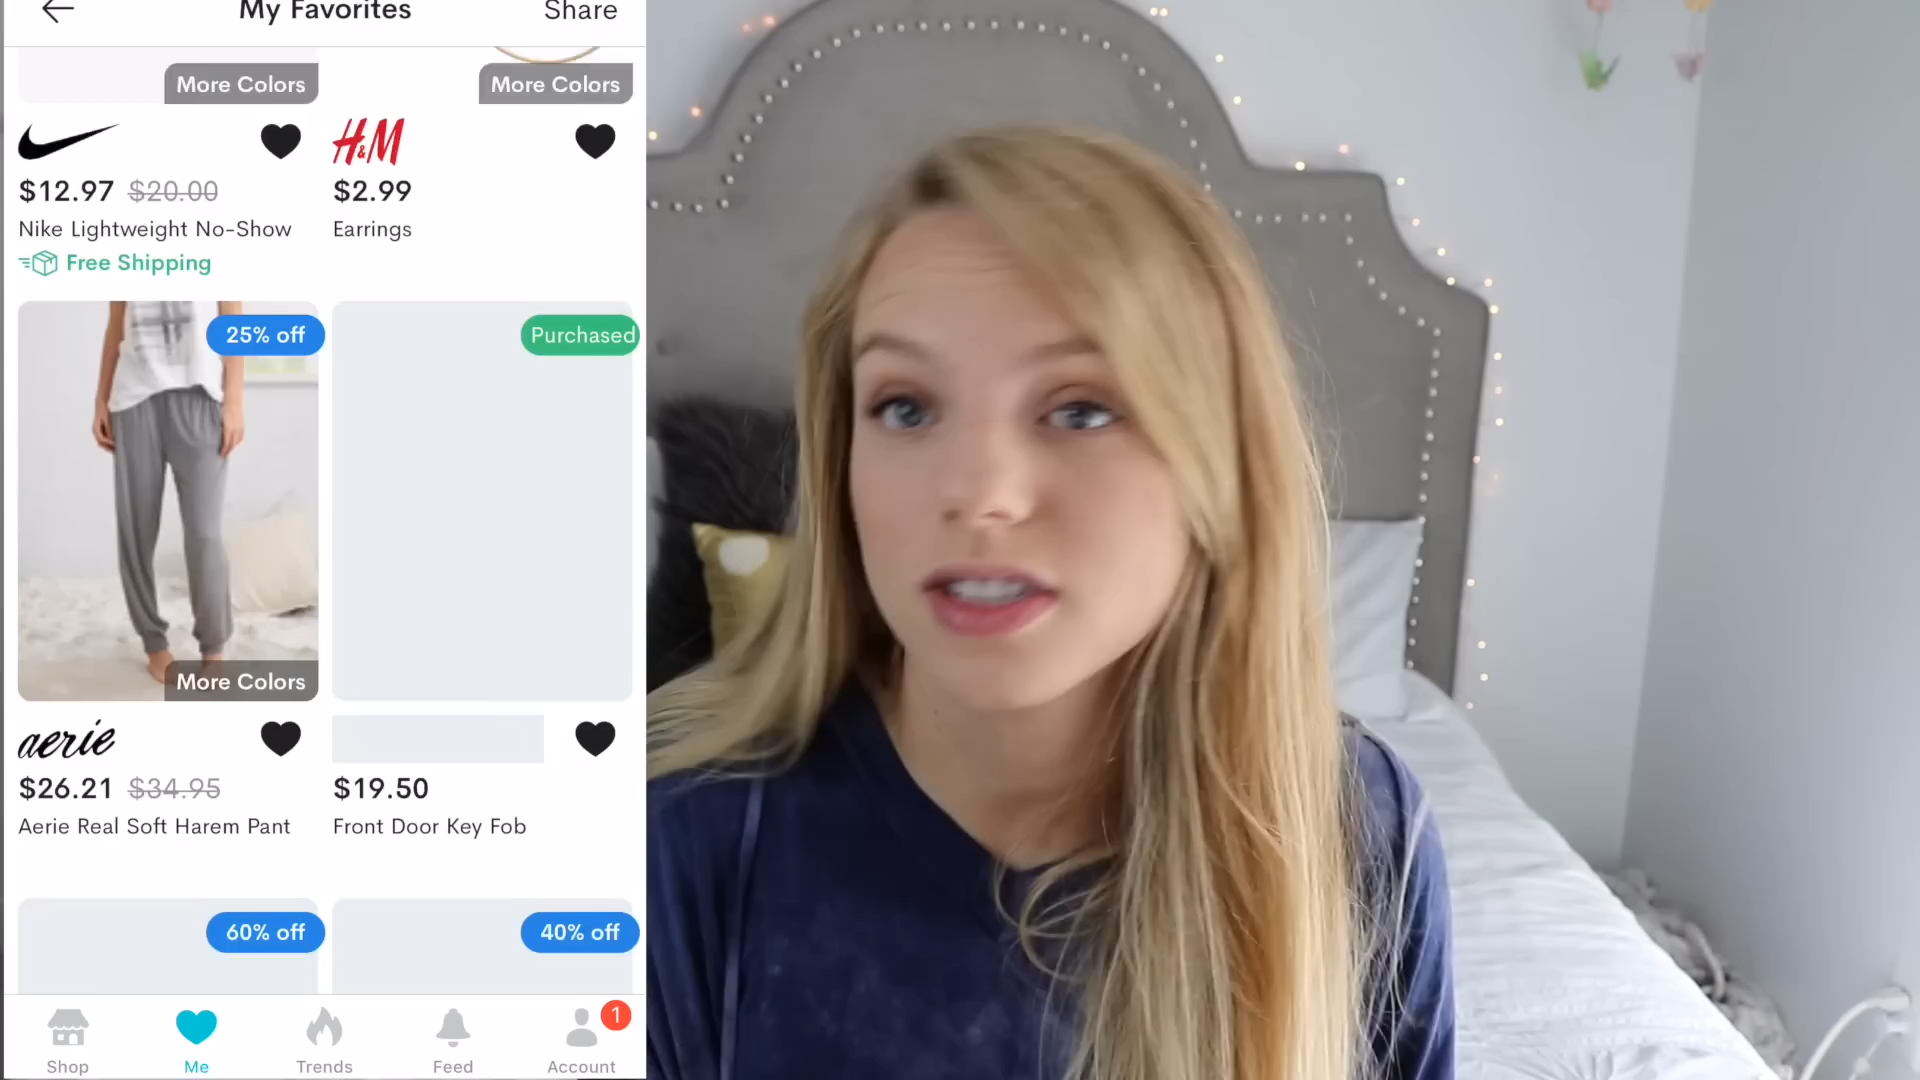 My Favorites
Share
More Colors
More Colors
H&M
$12.97 $20.00
$2.99
Nike Lightweight No-Show
Earrings
Free Shipping
25% off
Purchased
More Colors
aerie
$26.21 $34.95
$19.50
Aerie Real Soft Harem Pant
Front Door Key Fob
60% off
40% off
1
Shop
Me
Trends
Feed
Account